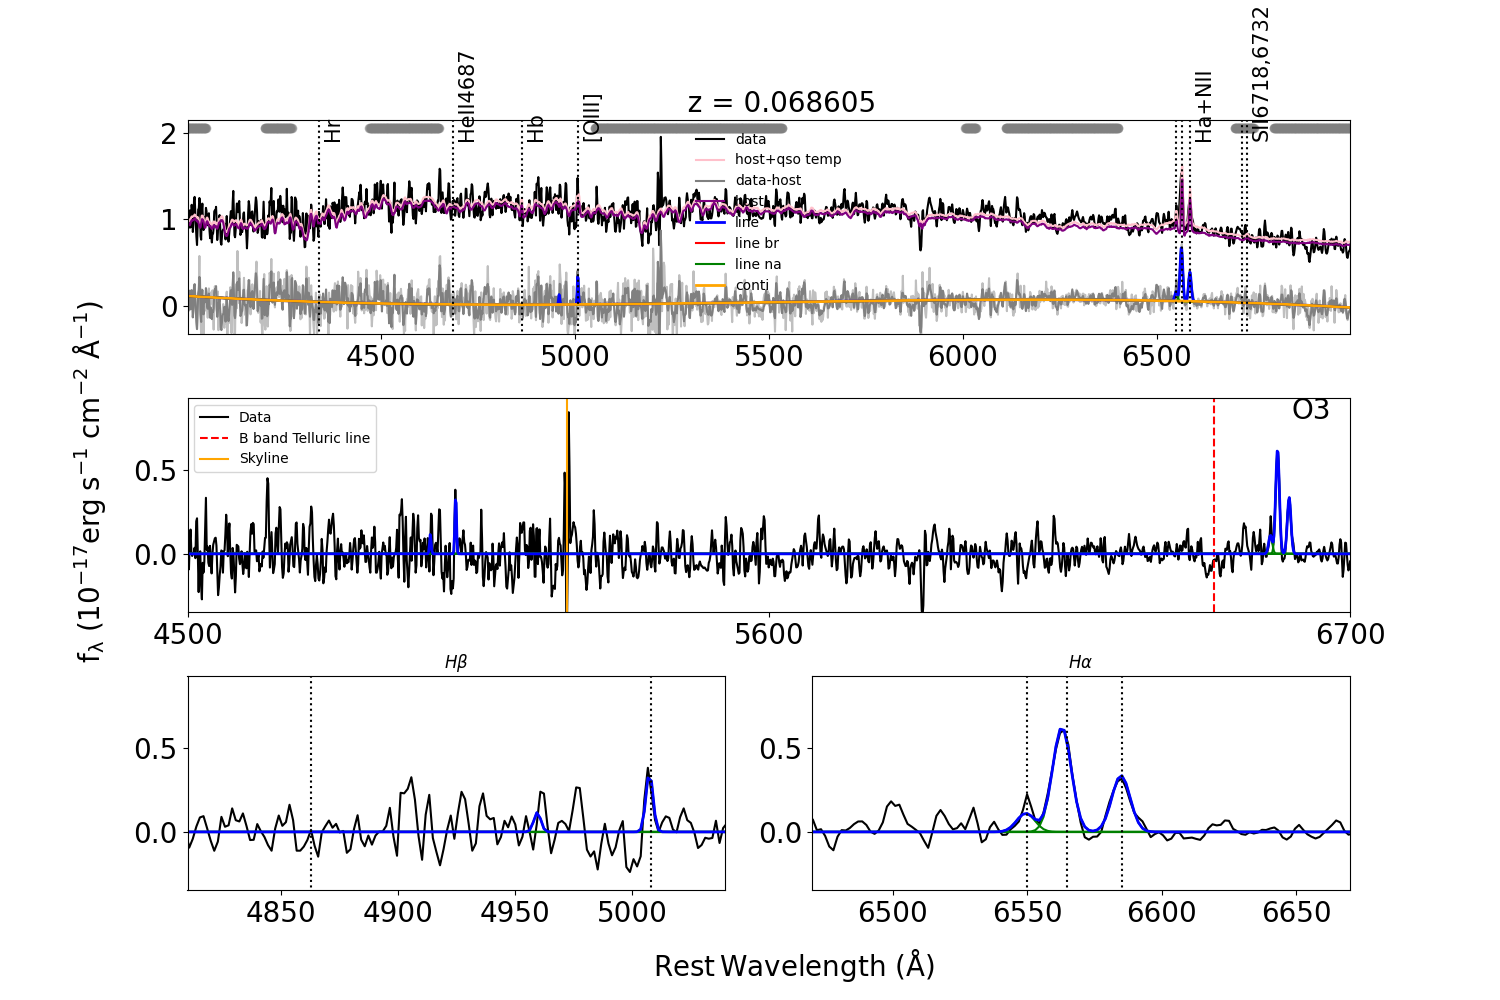 z = 0.068605
Hr
HeII4687
Hb
[OIII]
Ha+NII
SII6718,6732
data
host+qso temp
data-host
host
line
line br
line na
conti
2
1
0
4500
5000
5500
6000
6500
fλ (10⁻¹⁷erg s⁻¹ cm⁻² Å⁻¹)
Data
B band Telluric line
Skyline
O3
0.5
0.0
4500
5600
6700
Hβ
0.5
0.0
4850
4900
4950
5000
Hα
0.5
0.0
6500
6550
6600
6650
Rest Wavelength (Å)